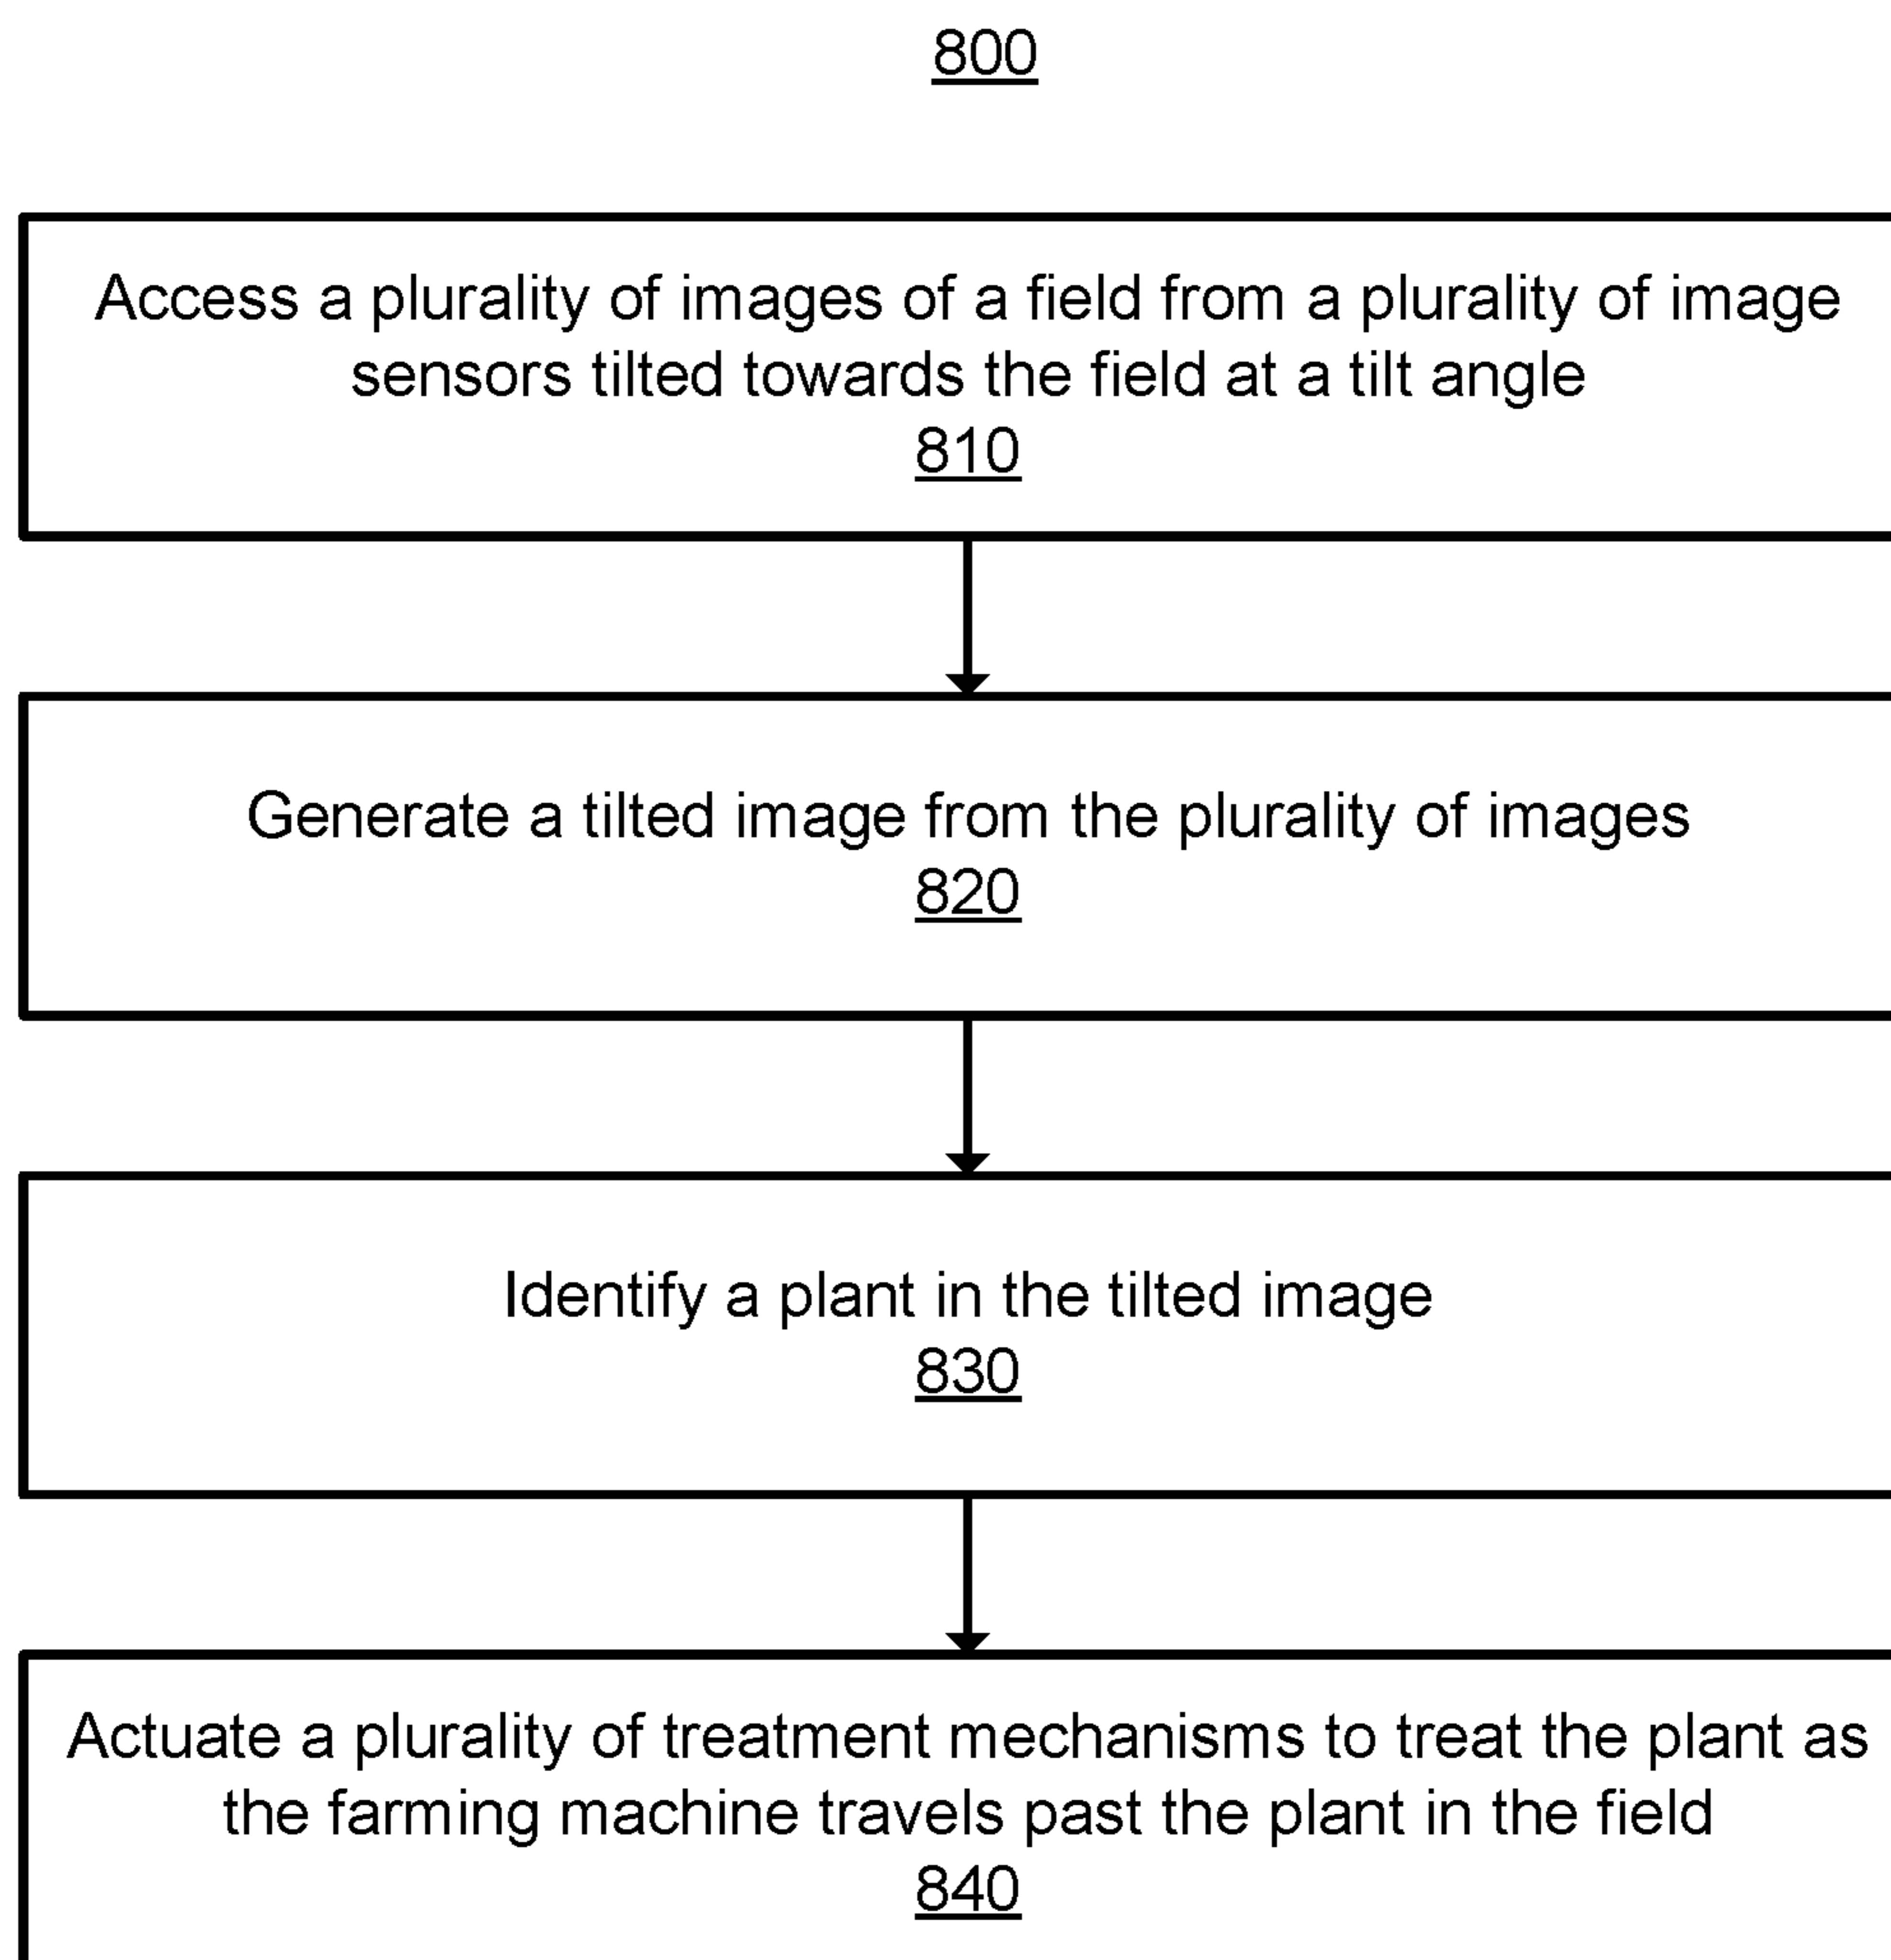 800
Access a plurality of images of a field from a plurality of image
sensors tilted towards the field at a tilt angle
810
Generate a tilted image from the plurality of images
820
Identify a plant in the tilted image
830
Actuate a plurality of treatment mechanisms to treat the plant as
the farming machine travels past the plant in the field
840